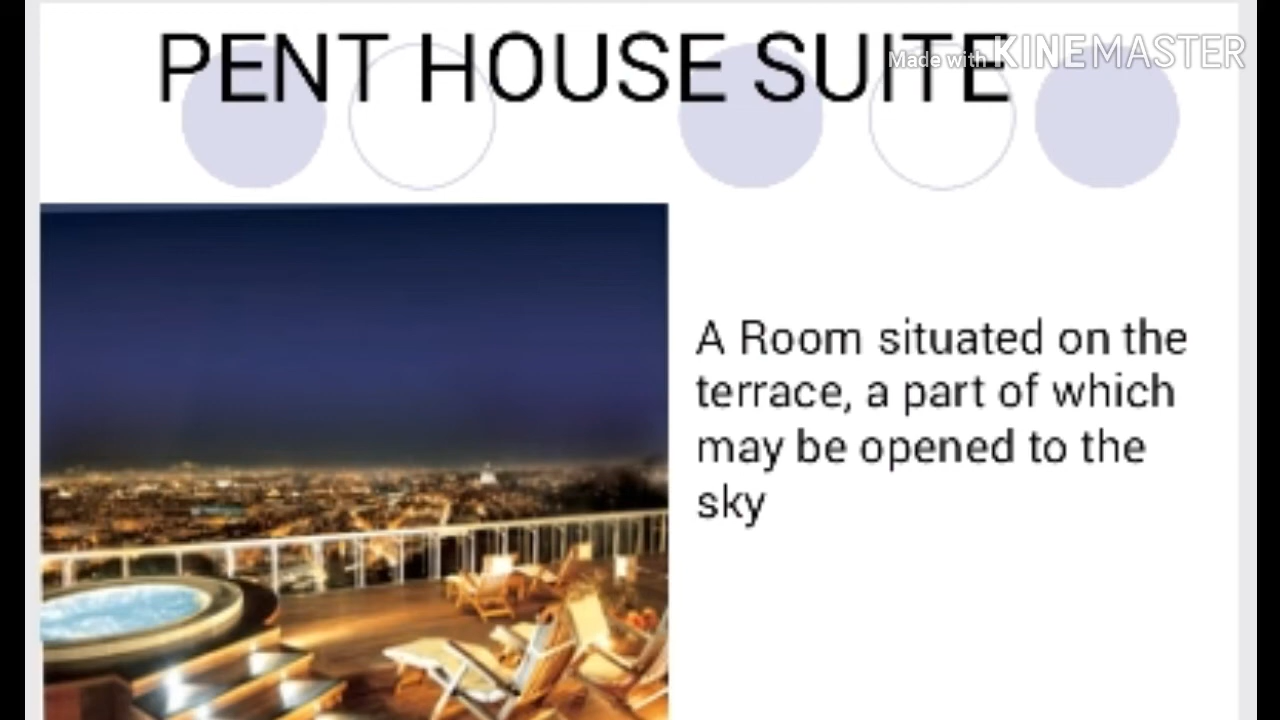 PENT HOUSE SUITE
Made with KINEMASTER
A Room situated on the
terrace, a part of which
may be opened to the
sky